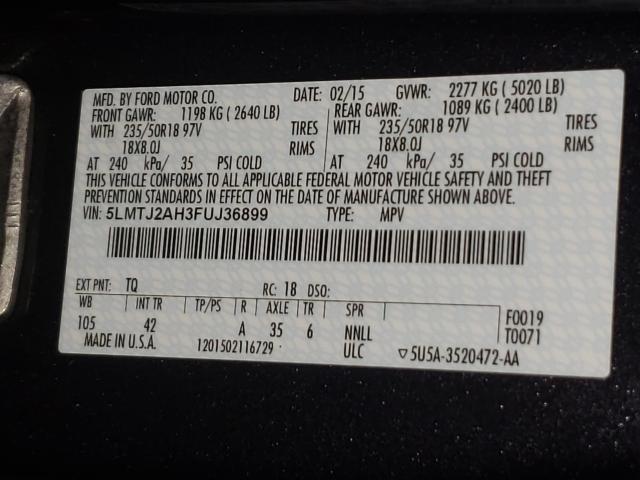 MFD. BY FORD MOTOR CO. DATE: 02/15 GVWR: 2277 KG ( 5020 LB)
FRONT GAWR: 1198 KG ( 2640 LB) REAR GAWR: 1089 KG ( 2400 LB)
WITH 235/50R18 97V TIRES WITH 235/50R18 97V TIRES
18X8.0J RIMS 18X8.0J RIMS
AT 240 kPa/ 35 PSI COLD AT 240 kPa/ 35 PSI COLD
THIS VEHICLE CONFORMS TO ALL APPLICABLE FEDERAL MOTOR VEHICLE SAFETY AND THEFT
PREVENTION STANDARDS IN EFFECT ON THE DATE OF MANUFACTURE SHOWN ABOVE.
VIN: 5LMTJ2AH3FUJ36899 TYPE: MPV
EXT PNT: TQ RC: 18 DSO:
WB INT TR TP/PS R AXLE TR SPR F0019
105 42 A 35 6 NNLL T0071
MADE IN U.S.A. 1201502116729 ULC ▽5U5A-3520472-AA